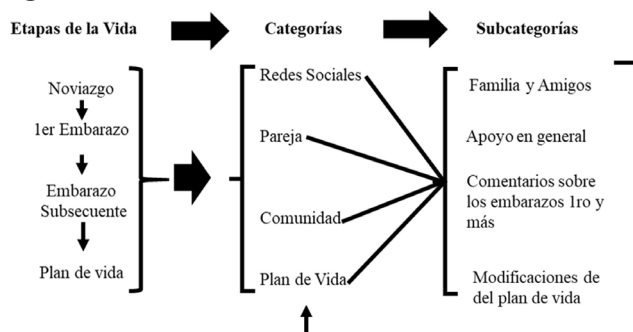 Etapas de la Vida
Categorías
Subcategorías
Noviazgo
1er Embarazo
Embarazo
Subsecuente
Plan de vida
Redes Sociales
Pareja
Comunidad
Plan de Vida
Familia y Amigos
Apoyo en general
Comentarios sobre
los embarazos 1ro y
más
Modificaciones de
del plan de vida